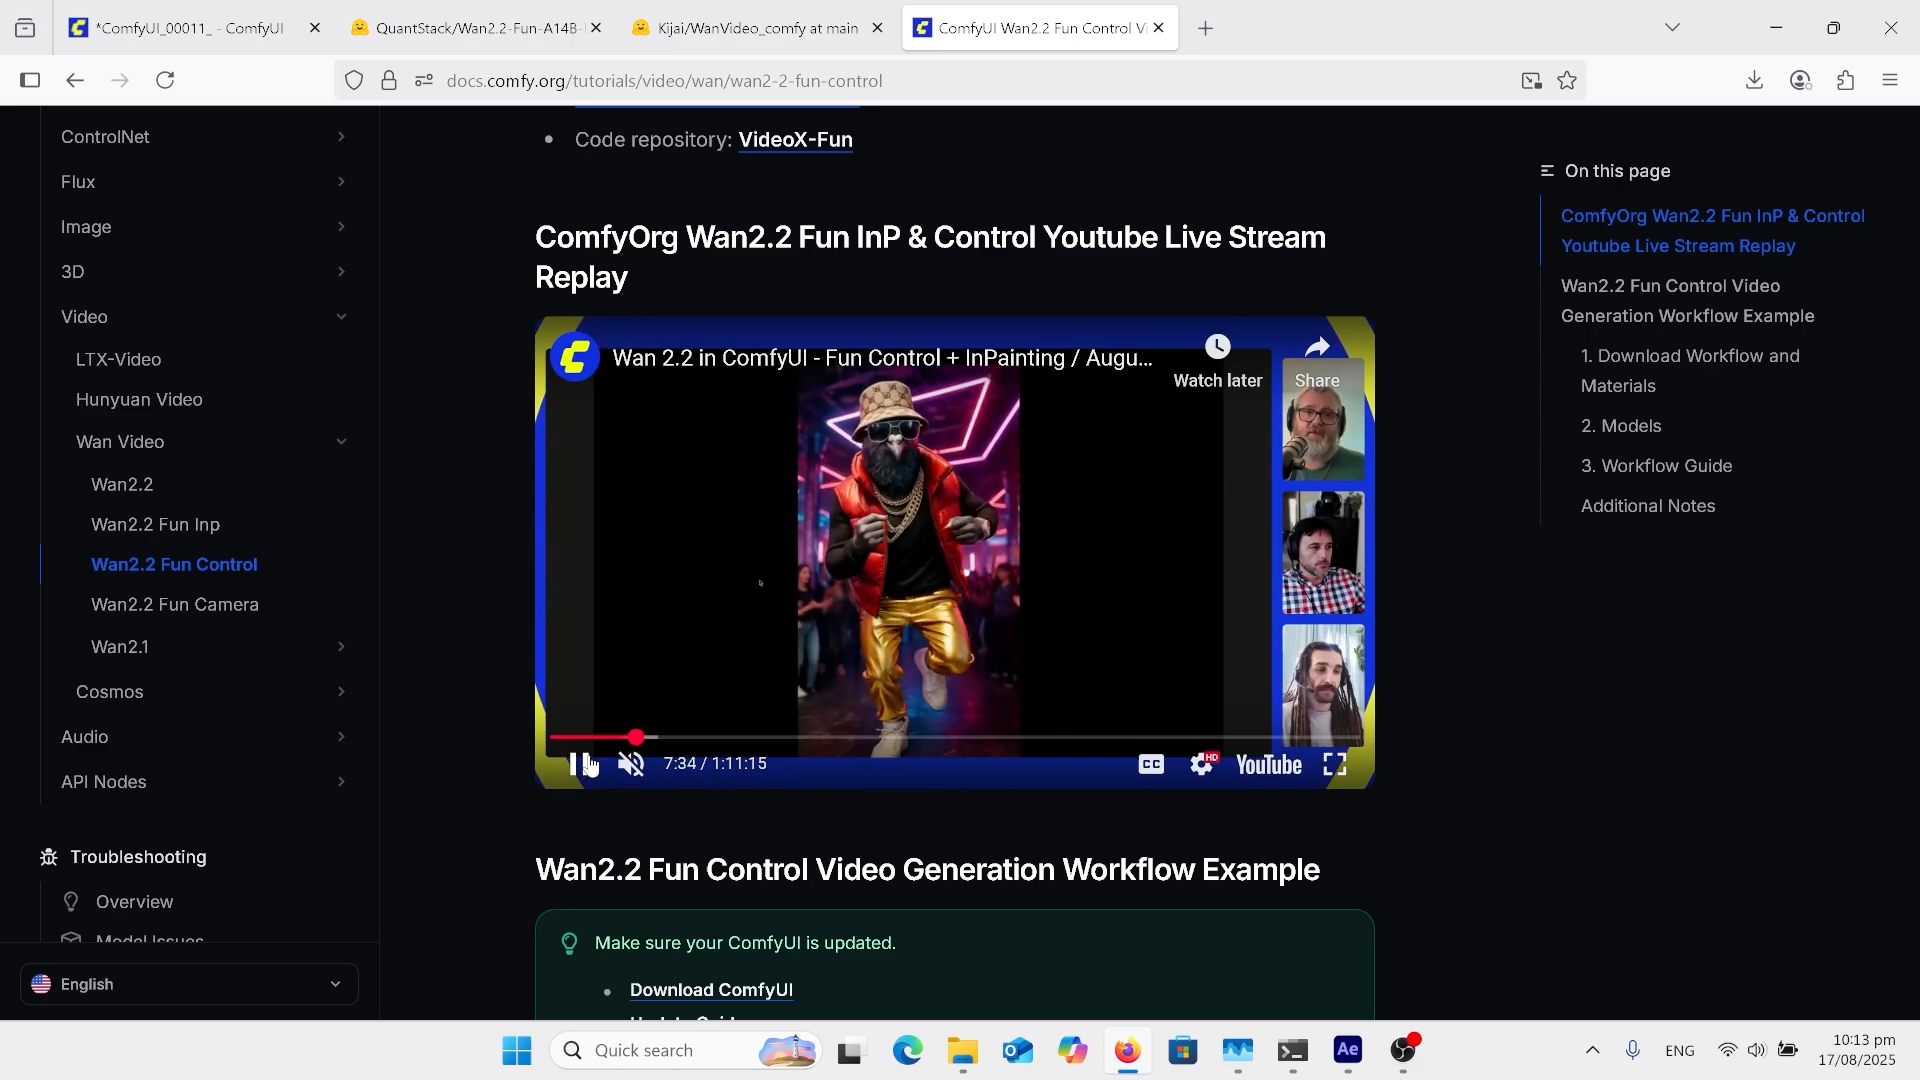 *ComfyUI_00011_ - ComfyUI
QuantStack/Wan2.2-Fun-A14B-
Kijai/WanVideo_comfy at main
ComfyUI Wan2.2 Fun Control Vi
docs.comfy.org/tutorials/video/wan/wan2-2-fun-control
ControlNet
Flux
Image
3D
Video
LTX-Video
Hunyuan Video
Wan Video
Wan2.2
Wan2.2 Fun Inp
Wan2.2 Fun Control
Wan2.2 Fun Camera
Wan2.1
Cosmos
Audio
API Nodes
Troubleshooting
Overview
Model Issues
English
Code repository: VideoX-Fun
ComfyOrg Wan2.2 Fun InP & Control Youtube Live Stream
Replay
Wan 2.2 in ComfyUI - Fun Control + InPainting / Augu...
Watch later
Share
7:34 / 1:11:15
CC
HD
YouTube
Wan2.2 Fun Control Video Generation Workflow Example
Make sure your ComfyUI is updated.
Download ComfyUI
On this page
ComfyOrg Wan2.2 Fun InP & Control
Youtube Live Stream Replay
Wan2.2 Fun Control Video
Generation Workflow Example
1. Download Workflow and
Materials
2. Models
3. Workflow Guide
Additional Notes
Quick search
Ae
ENG
10:13 pm
17/08/2025